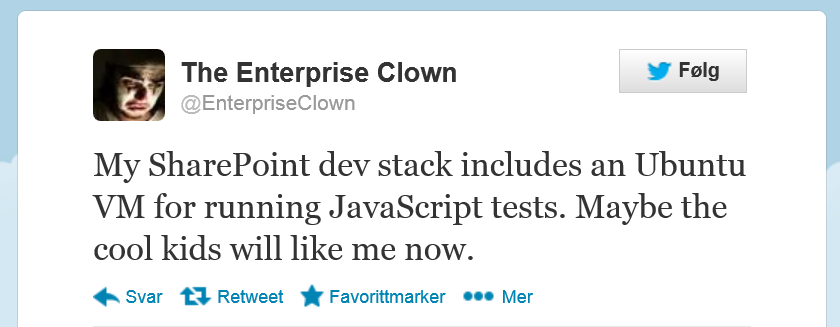 The Enterprise Clown
@EnterpriseClown
Følg
My SharePoint dev stack includes an Ubuntu
VM for running JavaScript tests. Maybe the
cool kids will like me now.
Svar Retweet Favorittmarker Mer